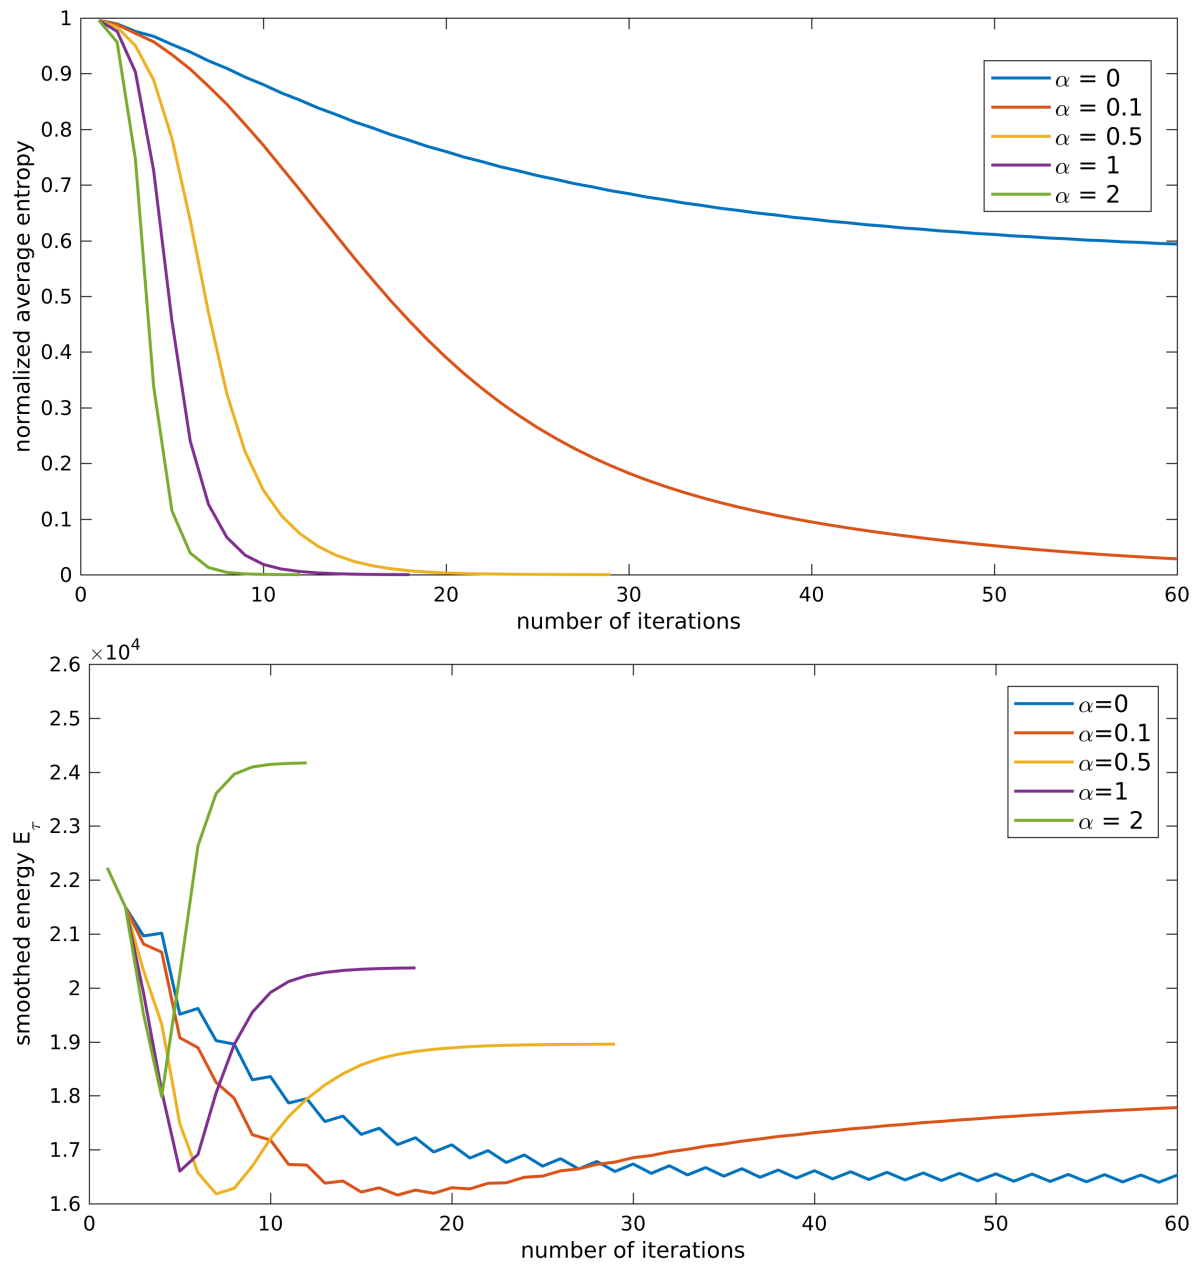 1
0.9
0.8
0.7
0.6
0.5
0.4
0.3
0.2
0.1
0
normalized average entropy
α = 0
α = 0.1
α = 0.5
α = 1
α = 2
0 10 20 30 40 50 60
number of iterations
×10⁴
2.6
2.5
2.4
2.3
2.2
2.1
2
1.9
1.8
1.7
1.6
smoothed energy E_τ
α=0
α=0.1
α=0.5
α=1
α = 2
0 10 20 30 40 50 60
number of iterations